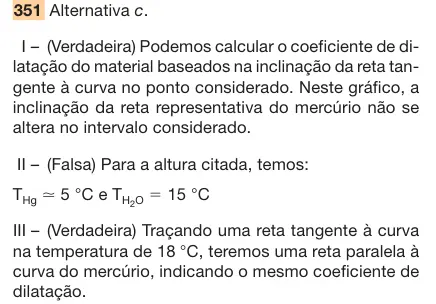 351 Alternativa c.
I – (Verdadeira) Podemos calcular o coeficiente de di-
latação do material baseados na inclinação da reta tan-
gente à curva no ponto considerado. Neste gráfico, a
inclinação da reta representativa do mercúrio não se
altera no intervalo considerado.
II – (Falsa) Para a altura citada, temos:
T_Hg ≃ 5 °C e T_H₂O = 15 °C
III – (Verdadeira) Traçando uma reta tangente à curva
na temperatura de 18 °C, teremos uma reta paralela à
curva do mercúrio, indicando o mesmo coeficiente de
dilatação.